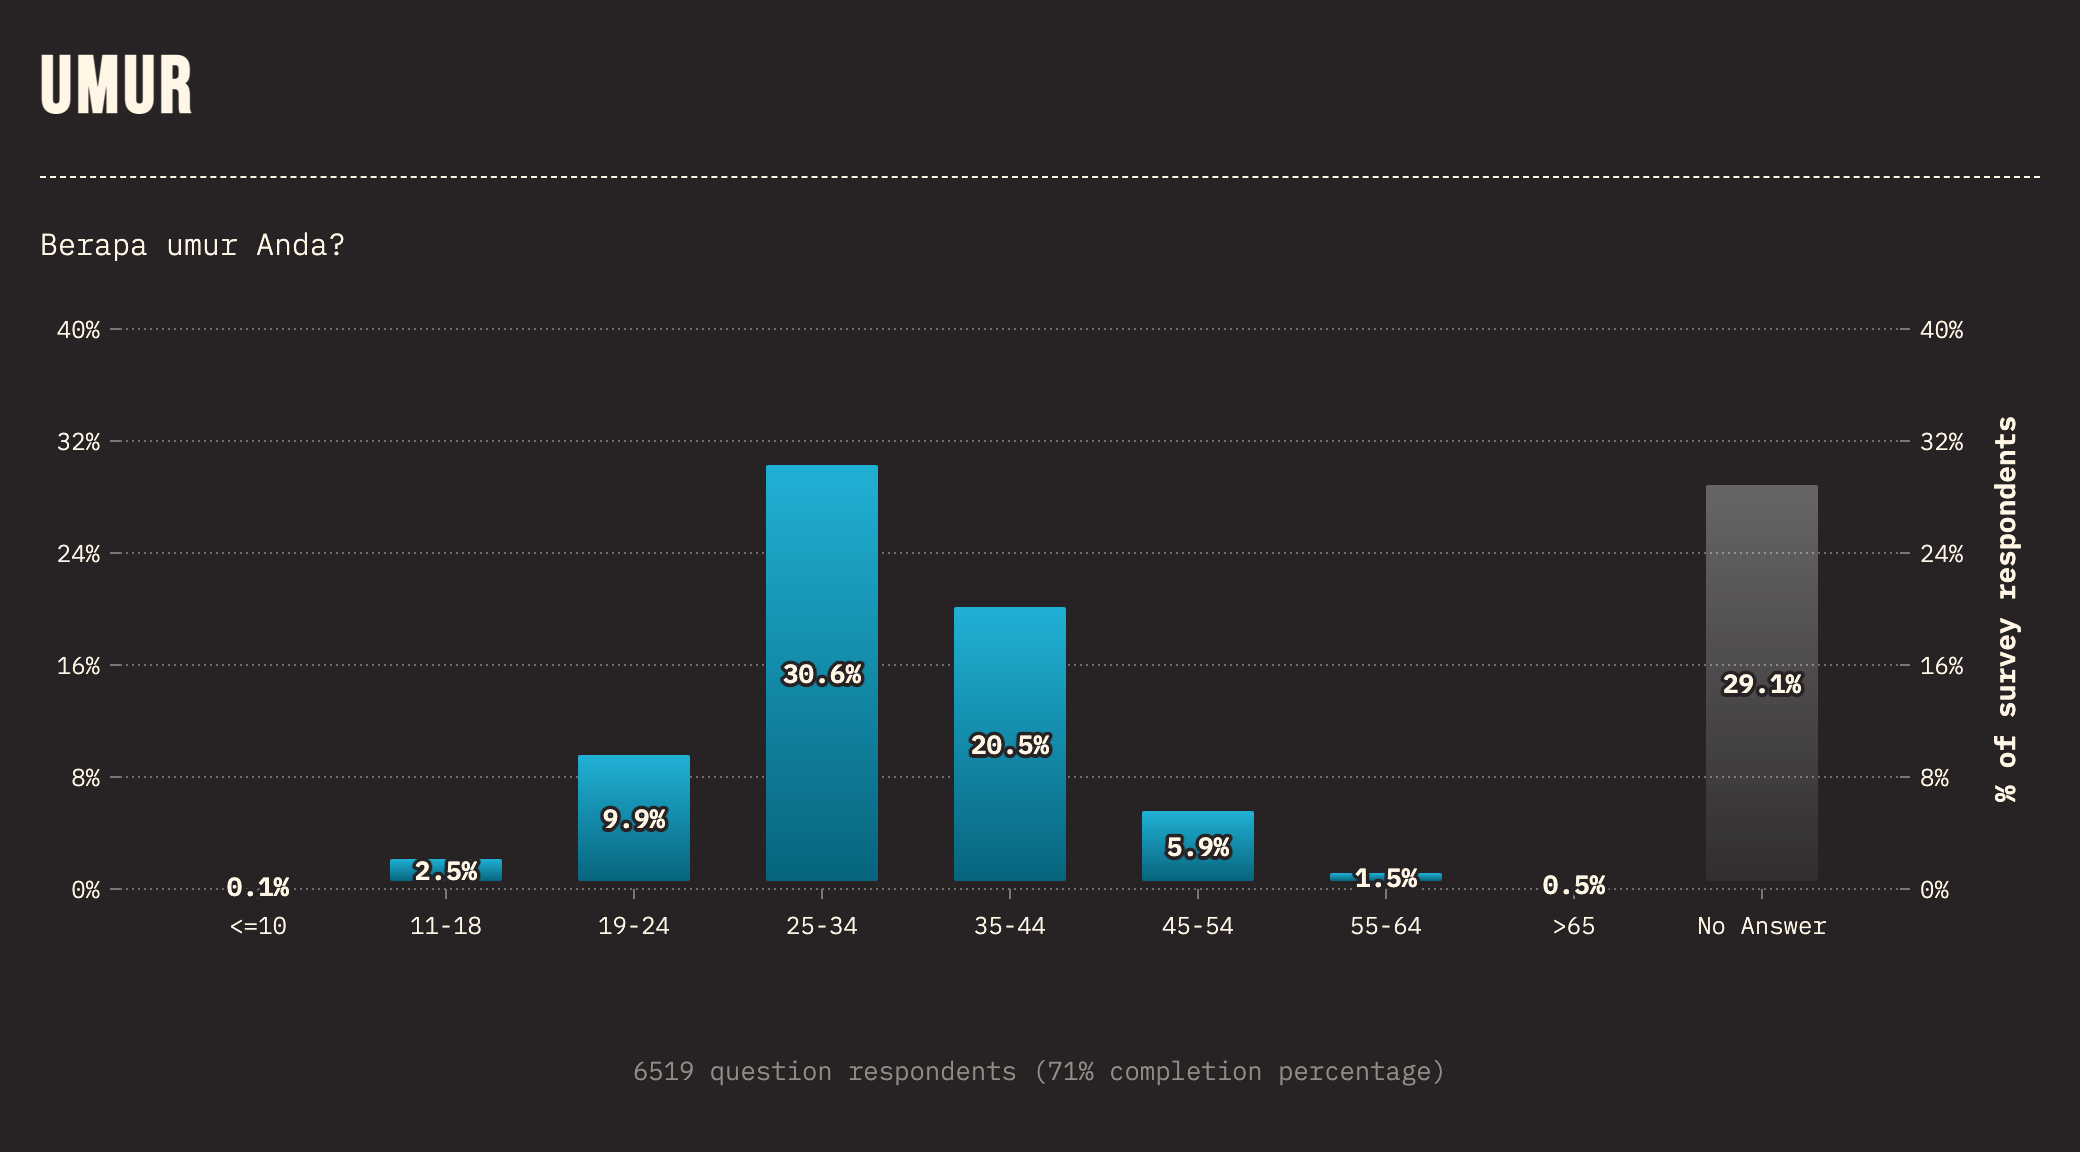 UMUR
Berapa umur Anda?
40% 40%
32% 32%
24% 24%
16% 16%
8% 8%
0% 0%
0.1% 2.5% 9.9% 30.6% 20.5% 5.9% 1.5% 0.5% 29.1%
<=10 11-18 19-24 25-34 35-44 45-54 55-64 >65 No Answer
% of survey respoupeuts
6519 question respondents (71% completion percentage)